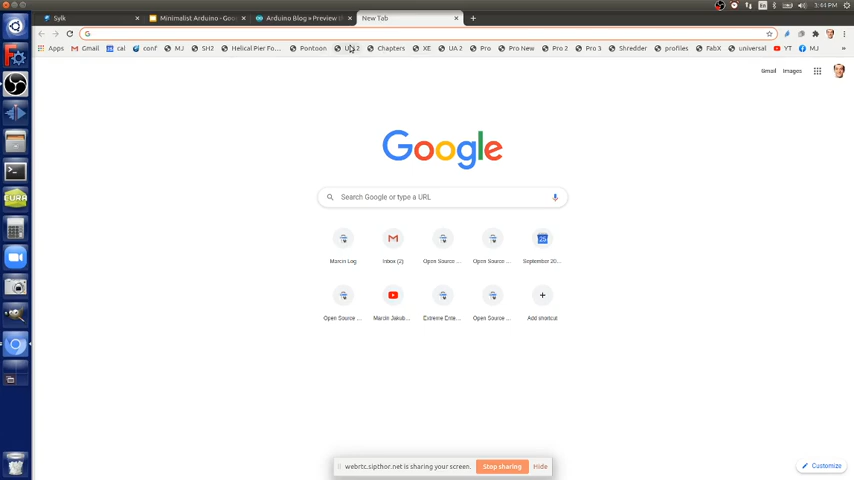 3:44 PM
En
Sylk
Minimalist Arduino - Goo
Arduino Blog » Preview t
New Tab
G
Apps
Gmail
cal
conf
MJ
SH2
Helical Pier Fo...
Pontoon
Chapters
XE
UA 2
Pro
Pro New
Pro 2
Pro 3
Shredder
profiles
FabX
universal
YT
MJ
»
Gmail
Images
Google
Search Google or type a URL
25
Marcin Log
Inbox (2)
Open Source ...
Open Source ...
September 20...
Open Source ...
Marcin Jakub...
Extreme Ente...
Open Source ...
Add shortcut
CURA
webrtc.sipthor.net is sharing your screen.
Stop sharing
Hide
Customize